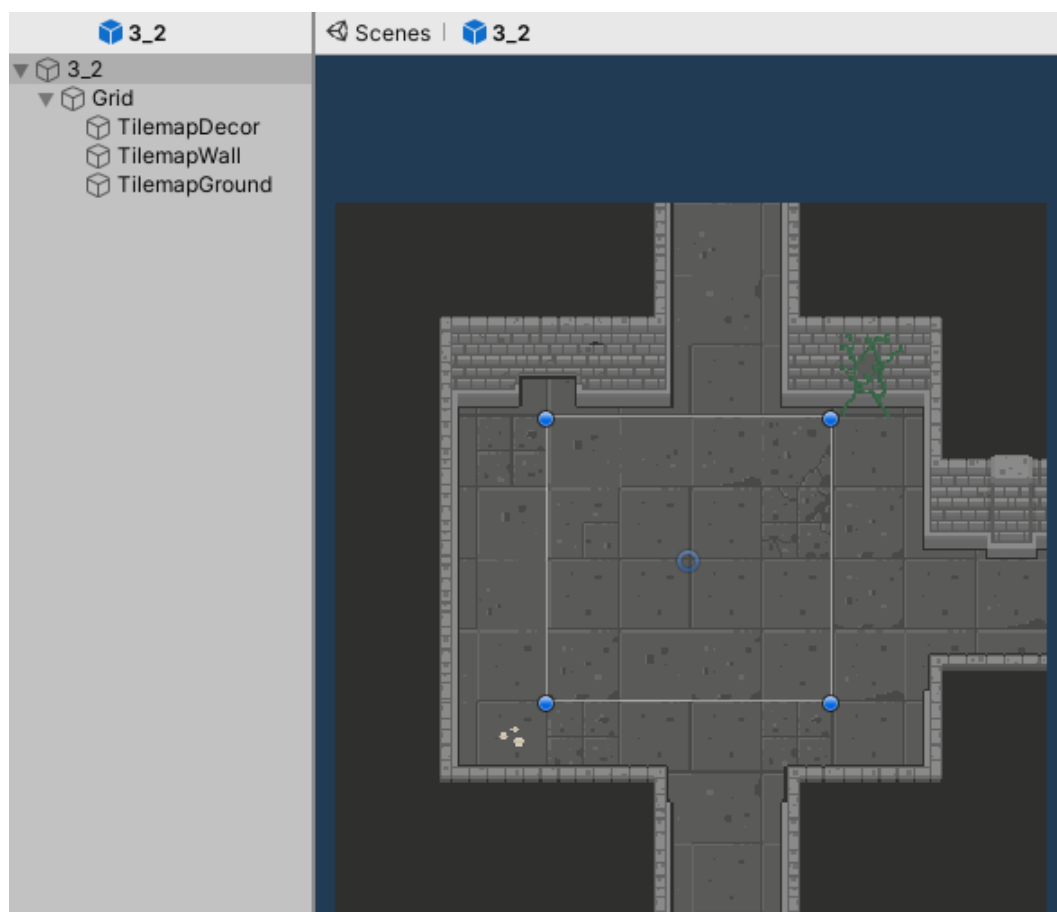 3_2
Scenes | 3_2
3_2
Grid
TilemapDecor
TilemapWall
TilemapGround